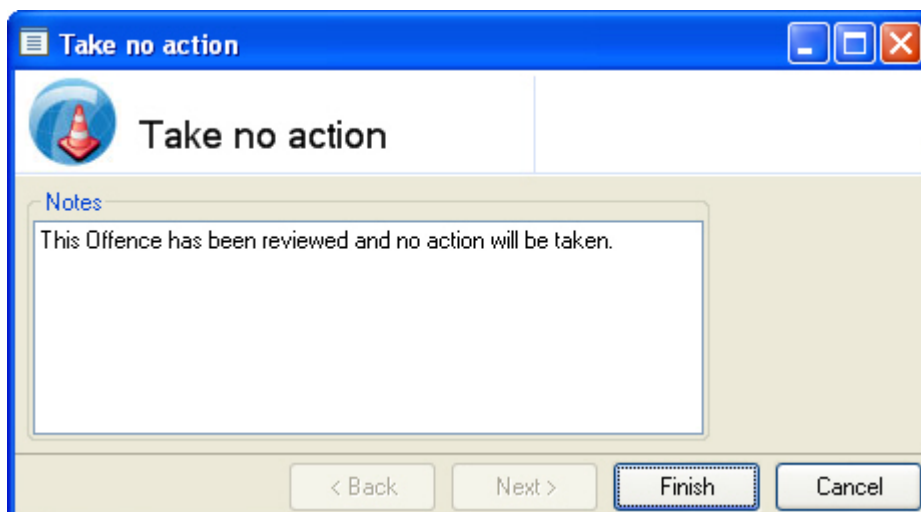 Take no action
Take no action
Notes
This Offence has been reviewed and no action will be taken.
< Back
Next >
Finish
Cancel